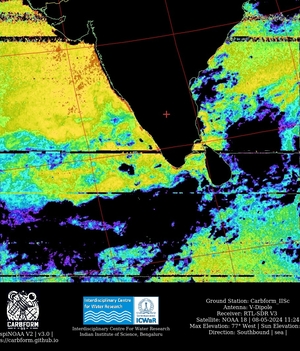 CARBFORM
spiNOAA V2 | v3.0 |
s://carbform.github.io
Interdisciplinary Centre
for Water Research
ICWaR
Interdisciplinary Centre For Water Research
Indian Institute of Science, Bengaluru
Ground Station: Carbform_IISc
Antenna: V-Dipole
Receiver: RTL-SDR V3
Satellite: NOAA 18 | 08-05-2024 11:24
Max Elevation: 77° West | Sun Elevation:
Direction: Southbound | sea |